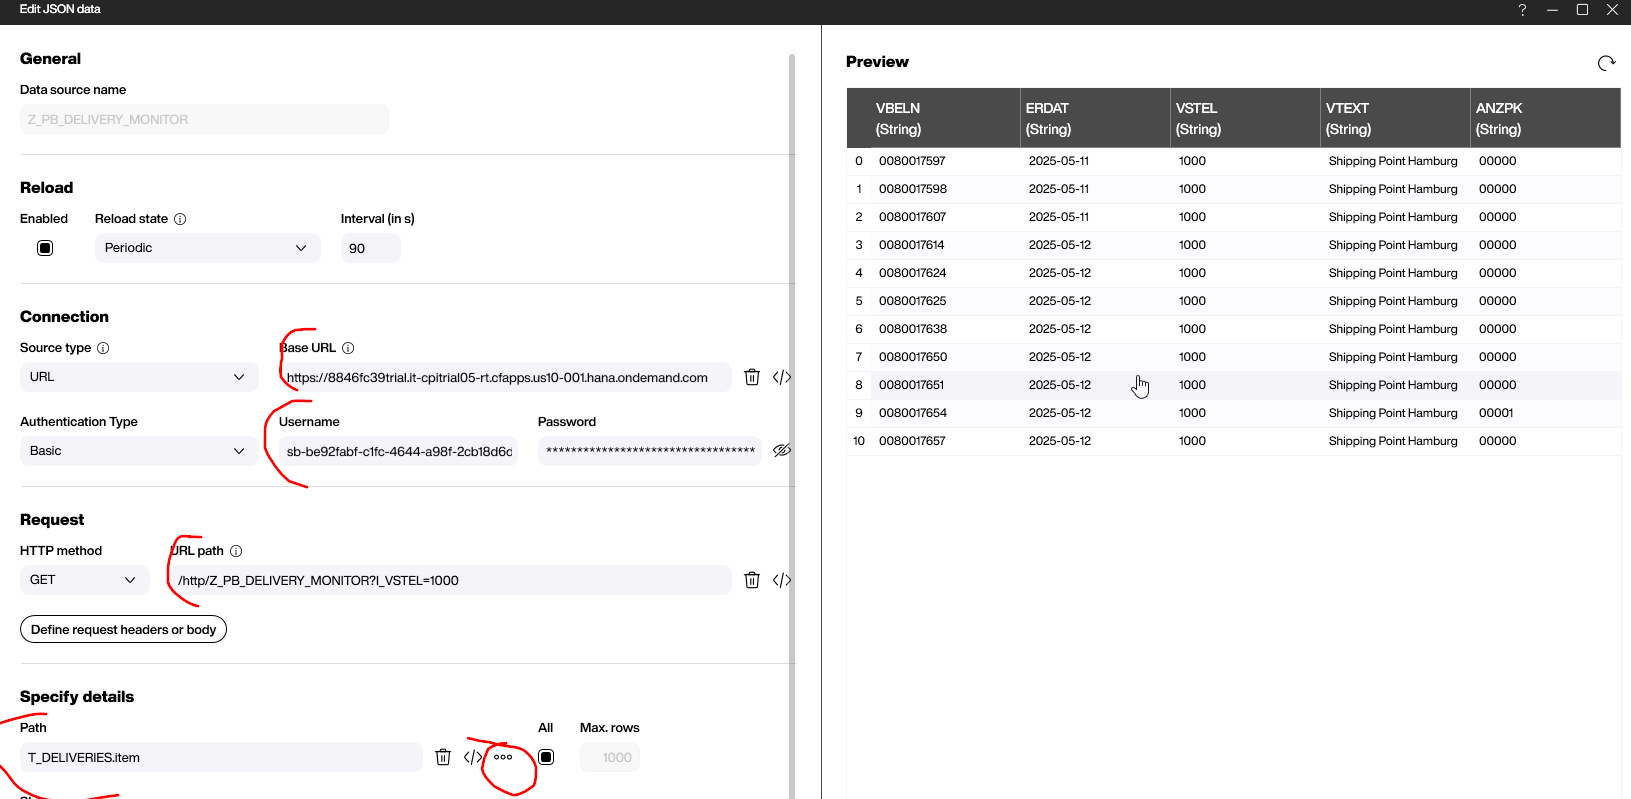 Edit JSON data
?
General
Data source name
Z_PB_DELIVERY_MONITOR
Reload
Enabled Reload state Interval (in s)
Periodic 90
Connection
Source type Base URL
URL https://8846fc39trial.it-cpitrial05-rt.cfapps.us10-001.hana.ondemand.com </>
Authentication Type Username Password
Basic sb-be92fabf-c1fc-4644-a98f-2cb18d6d **********************************
Request
HTTP method URL path
GET /http/Z_PB_DELIVERY_MONITOR?I_VSTEL=1000 </>
Define request headers or body
Specify details
Path All Max. rows
T_DELIVERIES.item </> 1000
Preview
VBELN ERDAT VSTEL VTEXT ANZPK
(String) (String) (String) (String) (String)
0 0080017597 2025-05-11 1000 Shipping Point Hamburg 00000
1 0080017598 2025-05-11 1000 Shipping Point Hamburg 00000
2 0080017607 2025-05-11 1000 Shipping Point Hamburg 00000
3 0080017614 2025-05-12 1000 Shipping Point Hamburg 00000
4 0080017624 2025-05-12 1000 Shipping Point Hamburg 00000
5 0080017625 2025-05-12 1000 Shipping Point Hamburg 00000
6 0080017638 2025-05-12 1000 Shipping Point Hamburg 00000
7 0080017650 2025-05-12 1000 Shipping Point Hamburg 00000
8 0080017651 2025-05-12 1000 Shipping Point Hamburg 00000
9 0080017654 2025-05-12 1000 Shipping Point Hamburg 00001
10 0080017657 2025-05-12 1000 Shipping Point Hamburg 00000